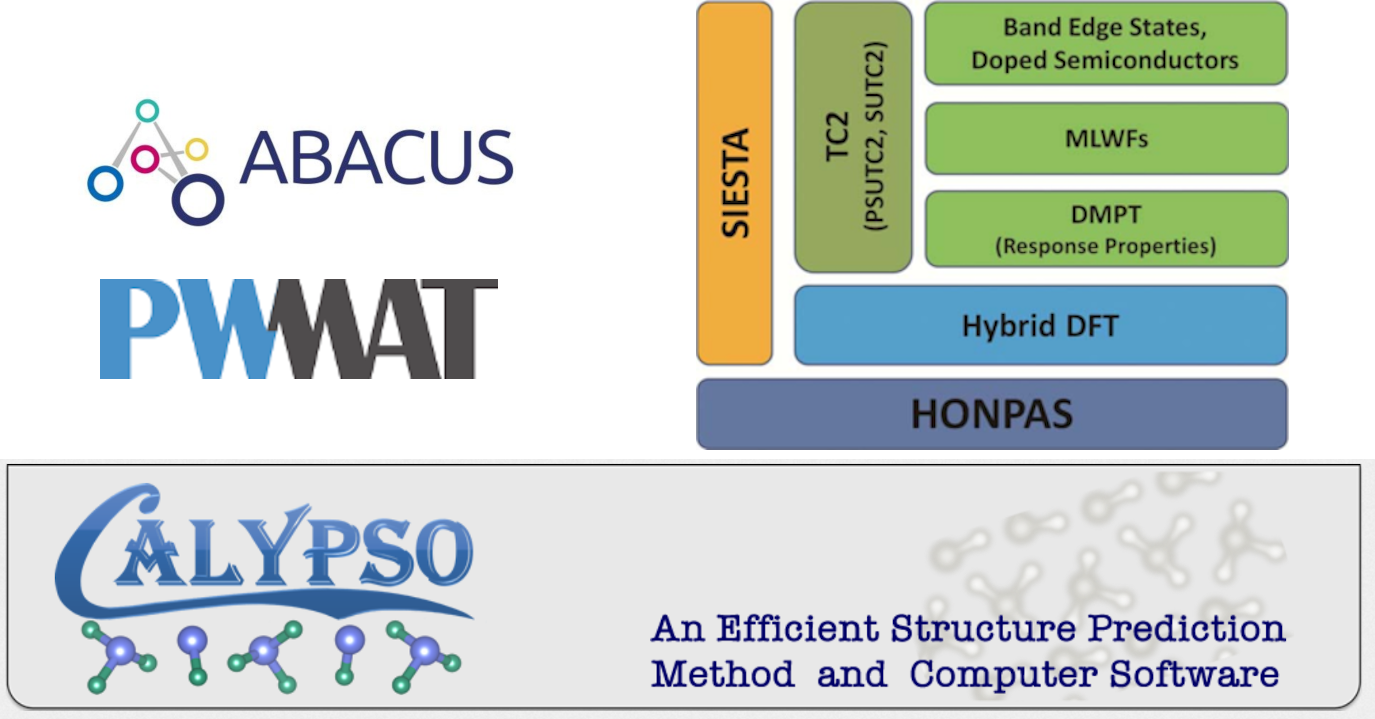 ABACUS
PWMAT
SIESTA
TC2
(PSUTC2, SUTC2)
Band Edge States,
Doped Semiconductors
MLWFs
DMPT
(Response Properties)
Hybrid DFT
HONPAS
CALYPSO
An Efficient Structure Prediction
Method and Computer Software